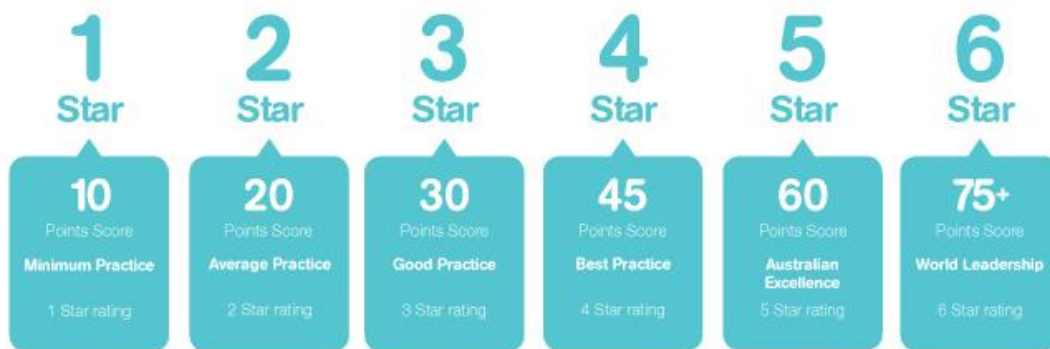 1
Star
10
Points Score
Minimum Practice
1 Star rating
2
Star
20
Points Score
Average Practice
2 Star rating
3
Star
30
Points Score
Good Practice
3 Star rating
4
Star
45
Points Score
Best Practice
4 Star rating
5
Star
60
Points Score
Australian
Excellence
5 Star rating
6
Star
75+
Points Score
World Leadership
6 Star rating